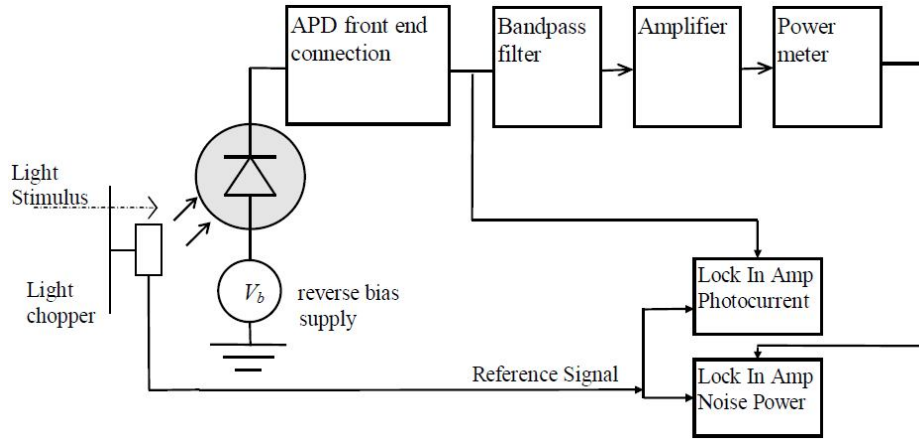 APD front end
connection
Bandpass
filter
Amplifier
Power
meter
Light
Stimulus
Light
chopper
V_b
reverse bias
supply
Lock In Amp
Photocurrent
Reference Signal
Lock In Amp
Noise Power